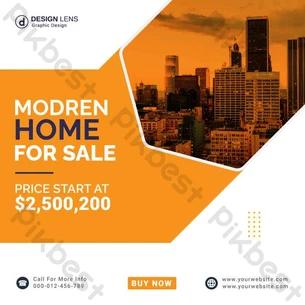 DESIGN LENS
Graphic Design
MODREN
HOME
FOR SALE
PRICE START AT
$2,500,200
Call For More Info
000-012-456-789
BUY NOW
www.yourwebsite.com
www.yourwebsite.com
pikbest